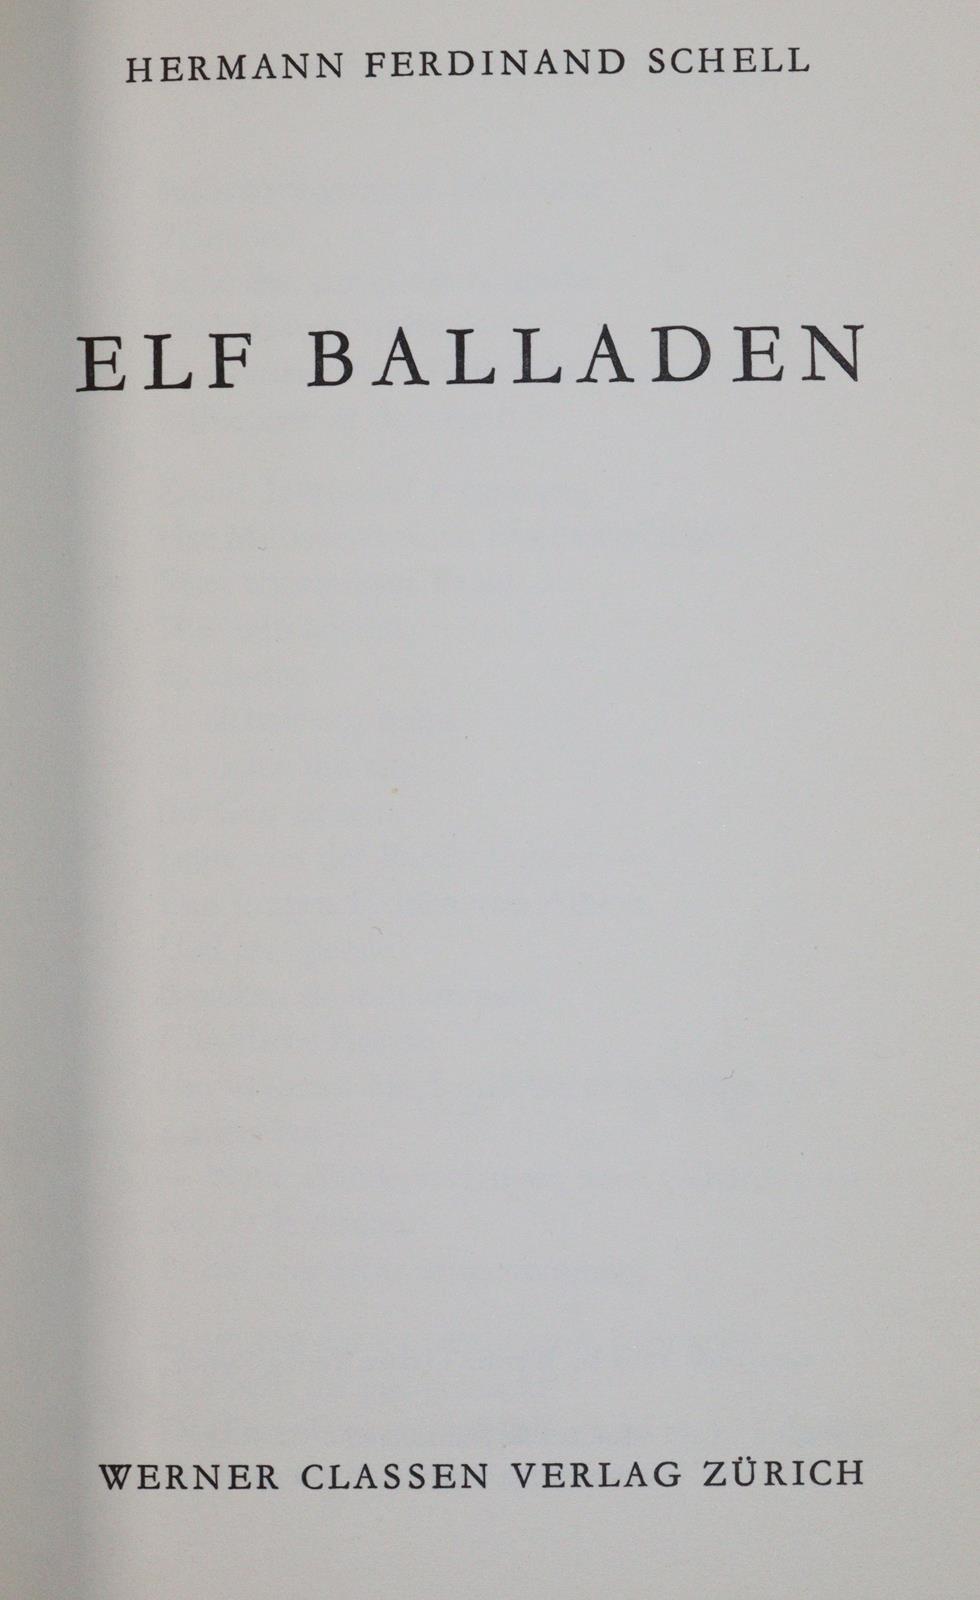 HERMANN FERDINAND SCHELL
ELF BALLADEN
WERNER CLASSEN VERLAG ZÜRICH